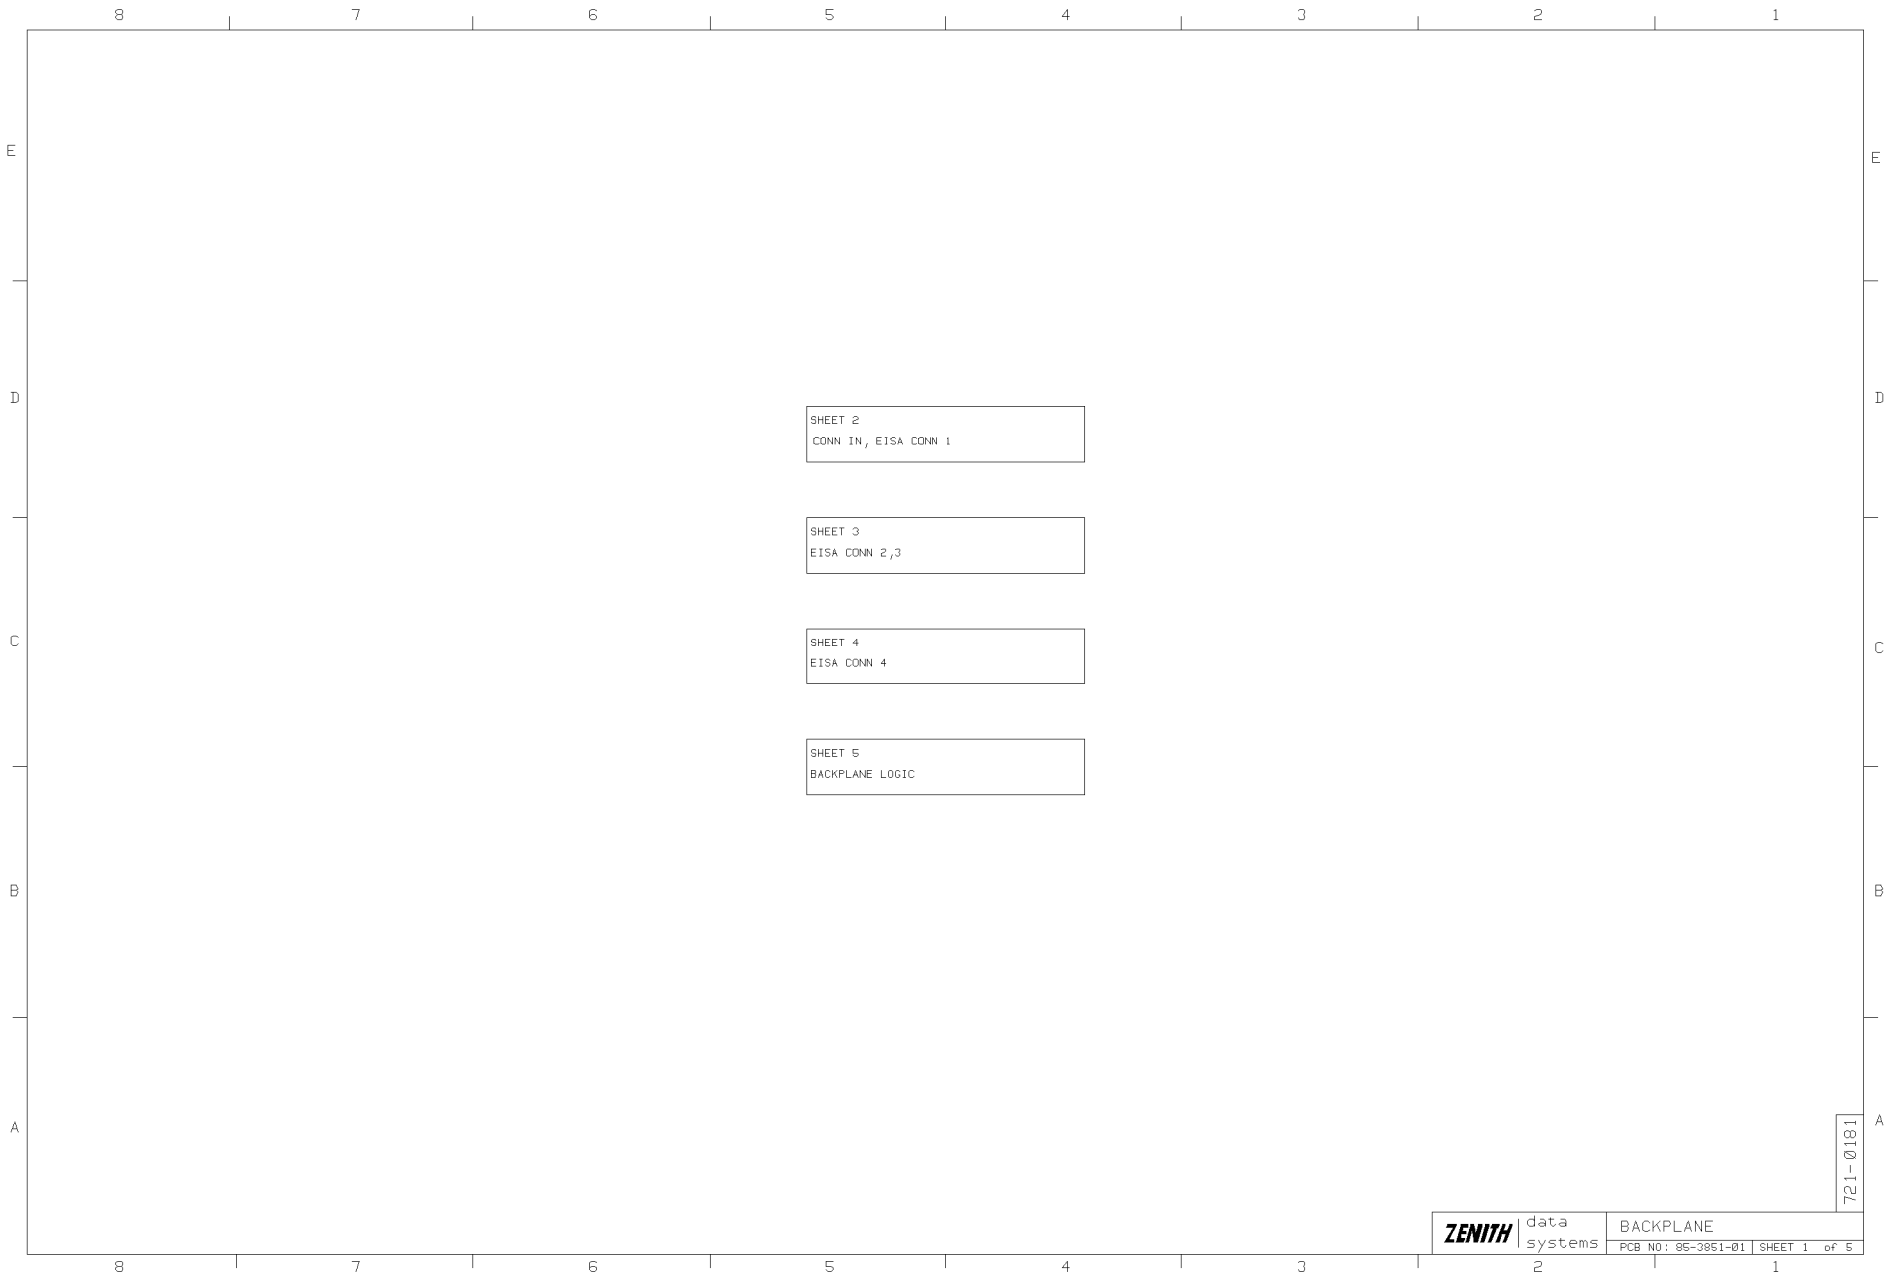 8 7 6 5 4 3 2 1
E E
D D
SHEET 2
CONN IN, EISA CONN 1
SHEET 3
EISA CONN 2,3
C C
SHEET 4
EISA CONN 4
SHEET 5
BACKPLANE LOGIC
B B
A A
721-0181
ZENITH data systems
BACKPLANE
PCB NO: 85-3851-01 SHEET 1 of 5
8 7 6 5 4 3 2 1